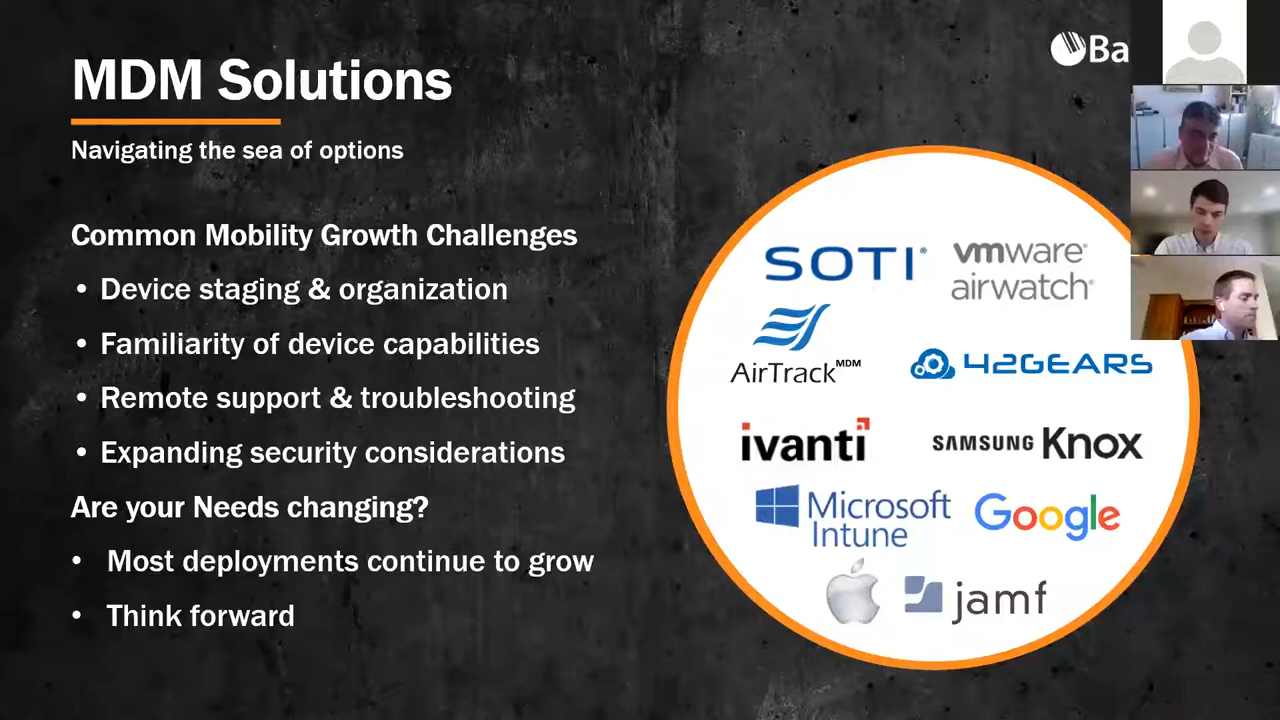 MDM Solutions
Navigating the sea of options
Common Mobility Growth Challenges
• Device staging & organization
• Familiarity of device capabilities
• Remote support & troubleshooting
• Expanding security considerations
Are your Needs changing?
• Most deployments continue to grow
• Think forward
Ba
SOTI®
vmware®
airwatch®
AirTrack MDM
42GEARS
ivanti
SAMSUNG Knox
Microsoft
Intune
Google
jamf